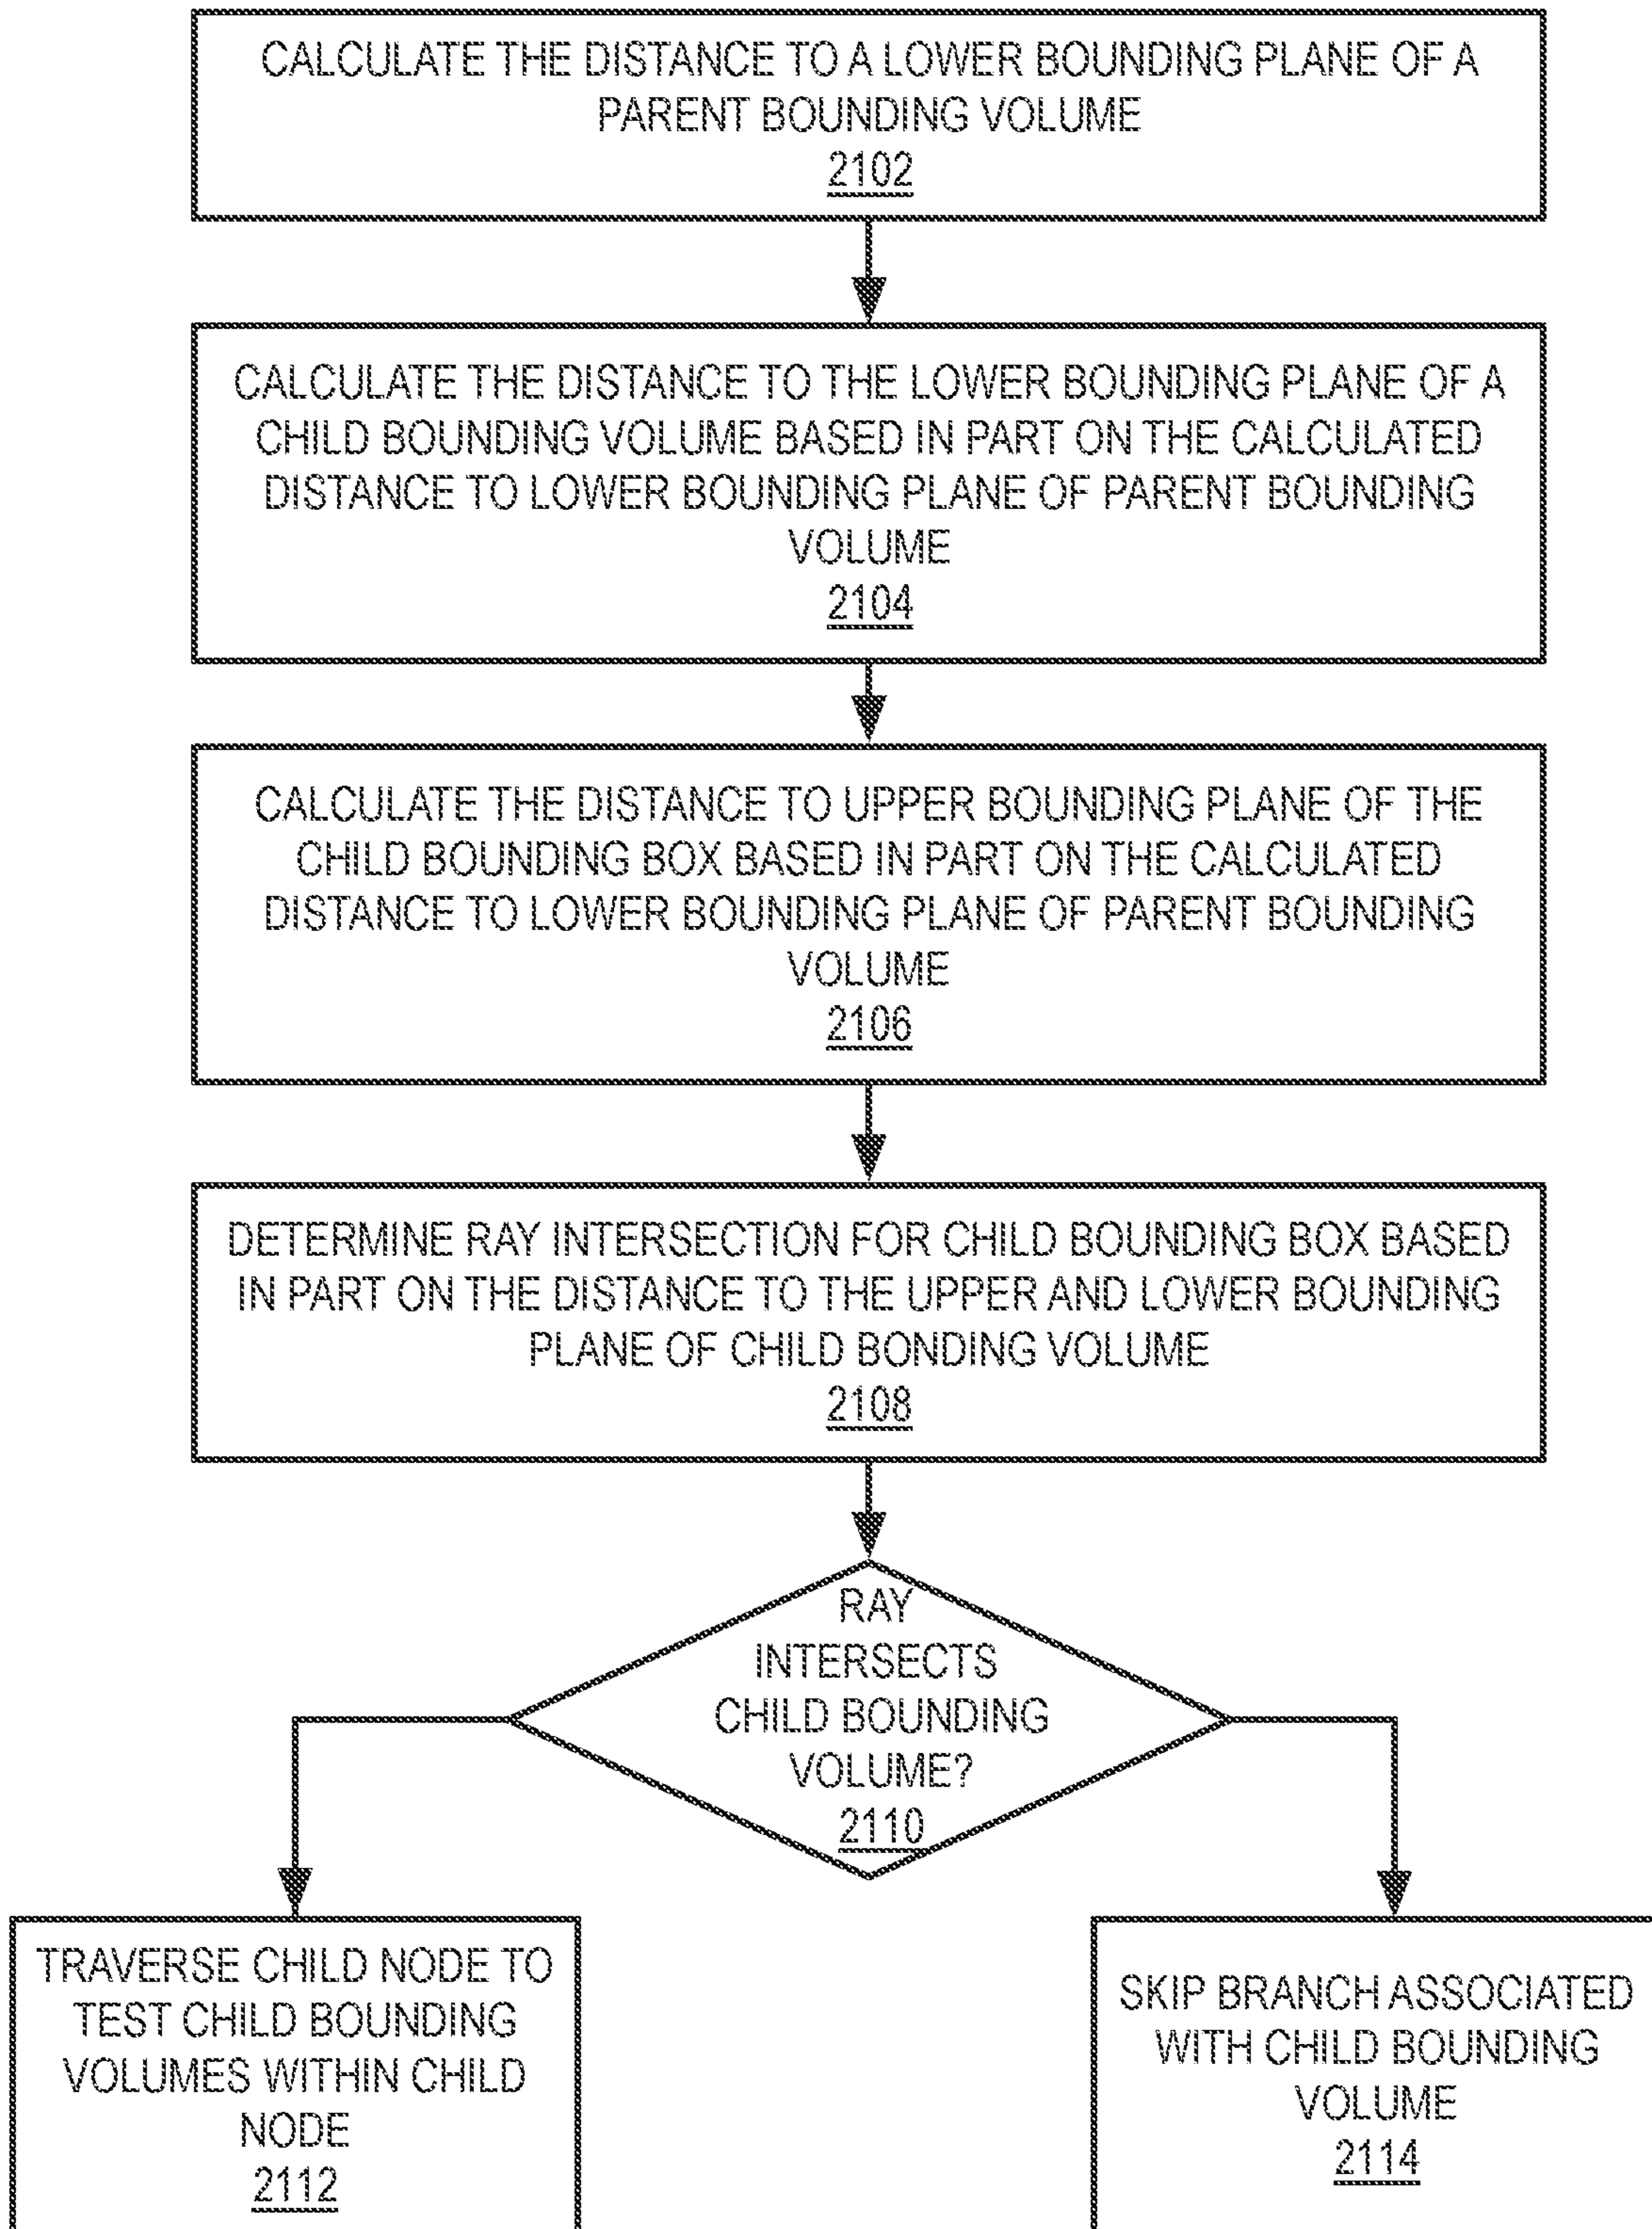 CALCULATE THE DISTANCE TO A LOWER BOUNDING PLANE OF A
PARENT BOUNDING VOLUME
2102
CALCULATE THE DISTANCE TO THE LOWER BOUNDING PLANE OF A
CHILD BOUNDING VOLUME BASED IN PART ON THE CALCULATED
DISTANCE TO LOWER BOUNDING PLANE OF PARENT BOUNDING
VOLUME
2104
CALCULATE THE DISTANCE TO UPPER BOUNDING PLANE OF THE
CHILD BOUNDING BOX BASED IN PART ON THE CALCULATED
DISTANCE TO LOWER BOUNDING PLANE OF PARENT BOUNDING
VOLUME
2106
DETERMINE RAY INTERSECTION FOR CHILD BOUNDING BOX BASED
IN PART ON THE DISTANCE TO THE UPPER AND LOWER BOUNDING
PLANE OF CHILD BONDING VOLUME
2108
RAY
INTERSECTS
CHILD BOUNDING
VOLUME?
2110
TRAVERSE CHILD NODE TO
TEST CHILD BOUNDING
VOLUMES WITHIN CHILD
NODE
2112
SKIP BRANCH ASSOCIATED
WITH CHILD BOUNDING
VOLUME
2114